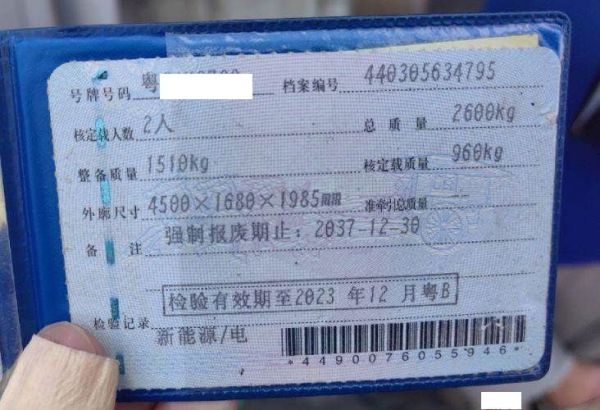 号牌号码 粤 档案编号 440305634795
核定载人数 2人 总质量 2600kg
整备质量 1510kg 核定载质量 960kg
外廓尺寸 4500×1680×1985mm 准牵引总质量
备注 强制报废期止：2037-12-30
检验有效期至2023 年12 月粤B
检验记录 新能源/电
*4490076055946*